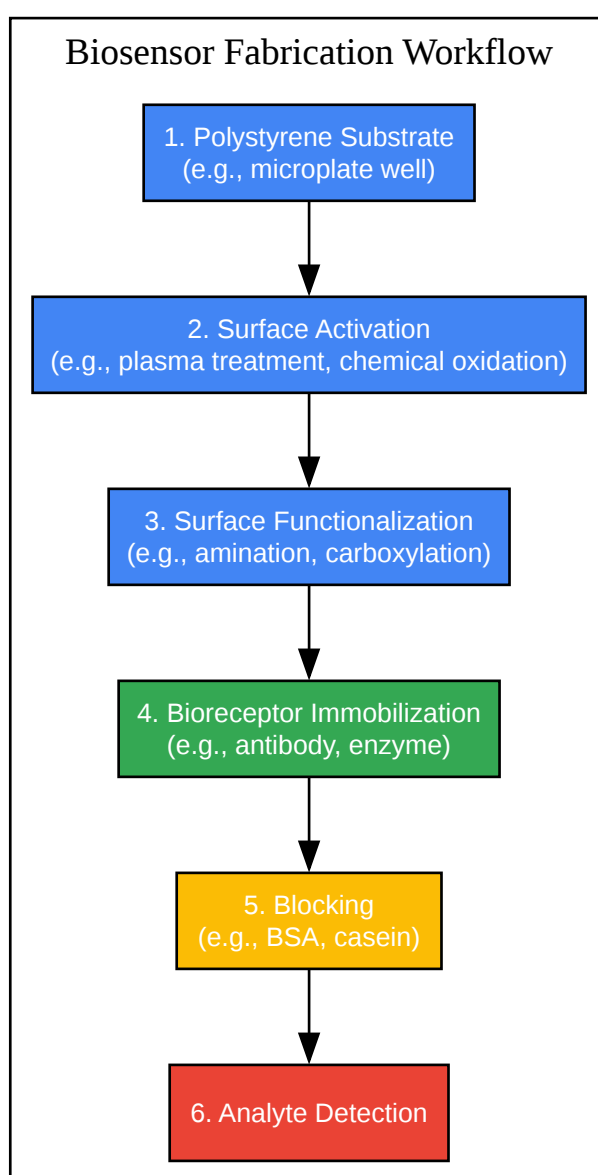 Biosensor Fabrication Workflow
1. Polystyrene Substrate
(e.g., microplate well)
2. Surface Activation
(e.g., plasma treatment, chemical oxidation)
3. Surface Functionalization
(e.g., amination, carboxylation)
4. Bioreceptor Immobilization
(e.g., antibody, enzyme)
5. Blocking
(e.g., BSA, casein)
6. Analyte Detection